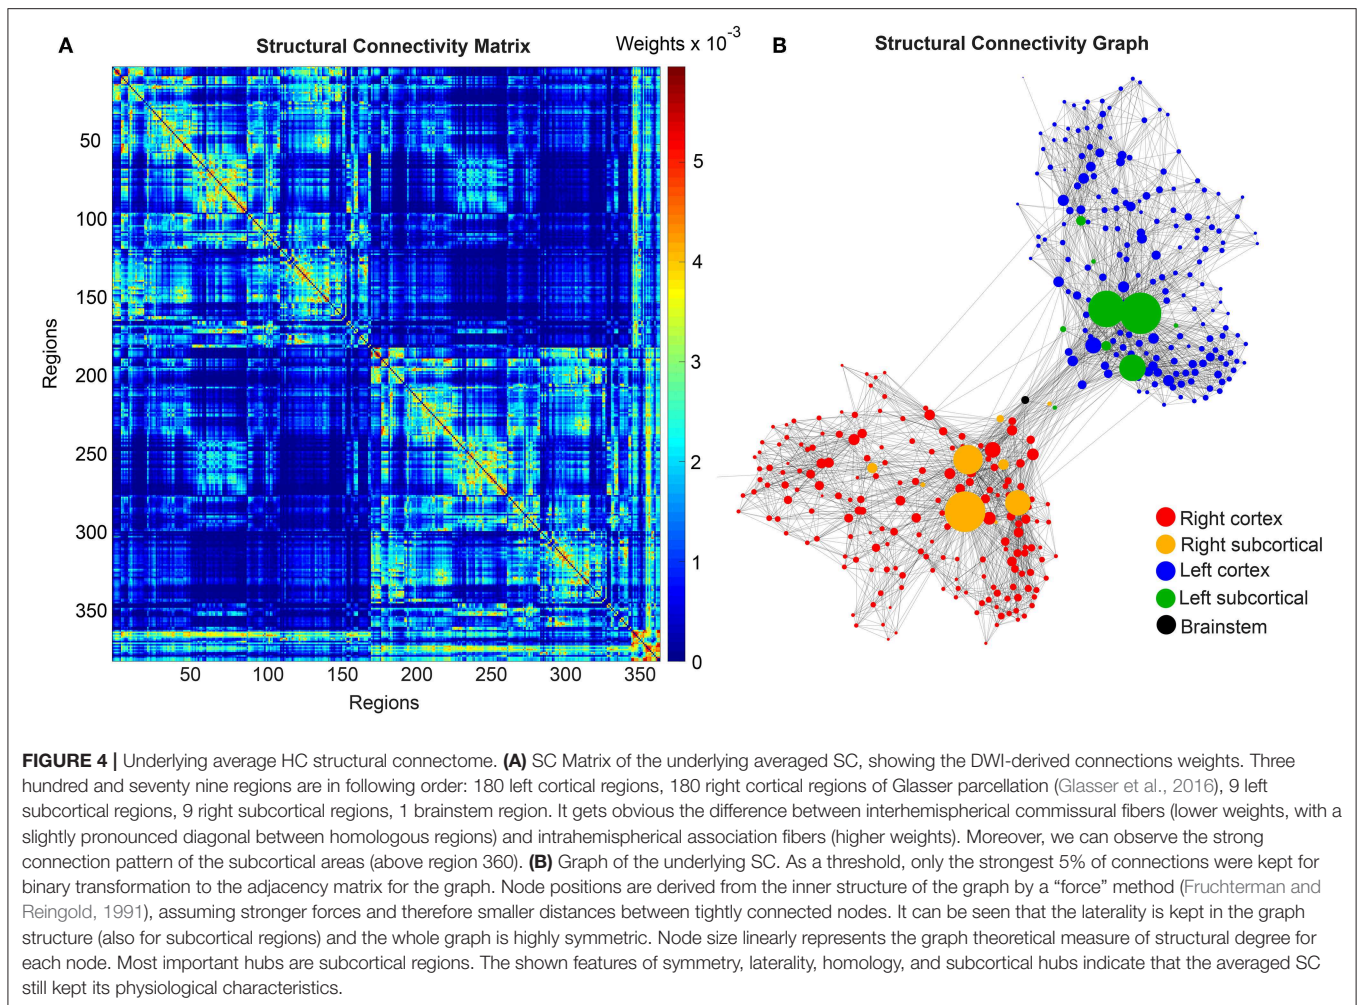 A
Structural Connectivity Matrix
Weights x 10-3
50
100
150
200
250
300
350
Regions
50
100
150
200
250
300
350
Regions
5
4
3
2
1
0
B
Structural Connectivity Graph
Right cortex
Right subcortical
Left cortex
Left subcortical
Brainstem
FIGURE 4 | Underlying average HC structural connectome. (A) SC Matrix of the underlying averaged SC, showing the DWI-derived connections weights. Three
hundred and seventy nine regions are in following order: 180 left cortical regions, 180 right cortical regions of Glasser parcellation (Glasser et al., 2016), 9 left
subcortical regions, 9 right subcortical regions, 1 brainstem region. It gets obvious the difference between interhemispherical commissural fibers (lower weights, with a
slightly pronounced diagonal between homologous regions) and intrahemispherical association fibers (higher weights). Moreover, we can observe the strong
connection pattern of the subcortical areas (above region 360). (B) Graph of the underlying SC. As a threshold, only the strongest 5% of connections were kept for
binary transformation to the adjacency matrix for the graph. Node positions are derived from the inner structure of the graph by a “force” method (Fruchterman and
Reingold, 1991), assuming stronger forces and therefore smaller distances between tightly connected nodes. It can be seen that the laterality is kept in the graph
structure (also for subcortical regions) and the whole graph is highly symmetric. Node size linearly represents the graph theoretical measure of structural degree for
each node. Most important hubs are subcortical regions. The shown features of symmetry, laterality, homology, and subcortical hubs indicate that the averaged SC
still kept its physiological characteristics.